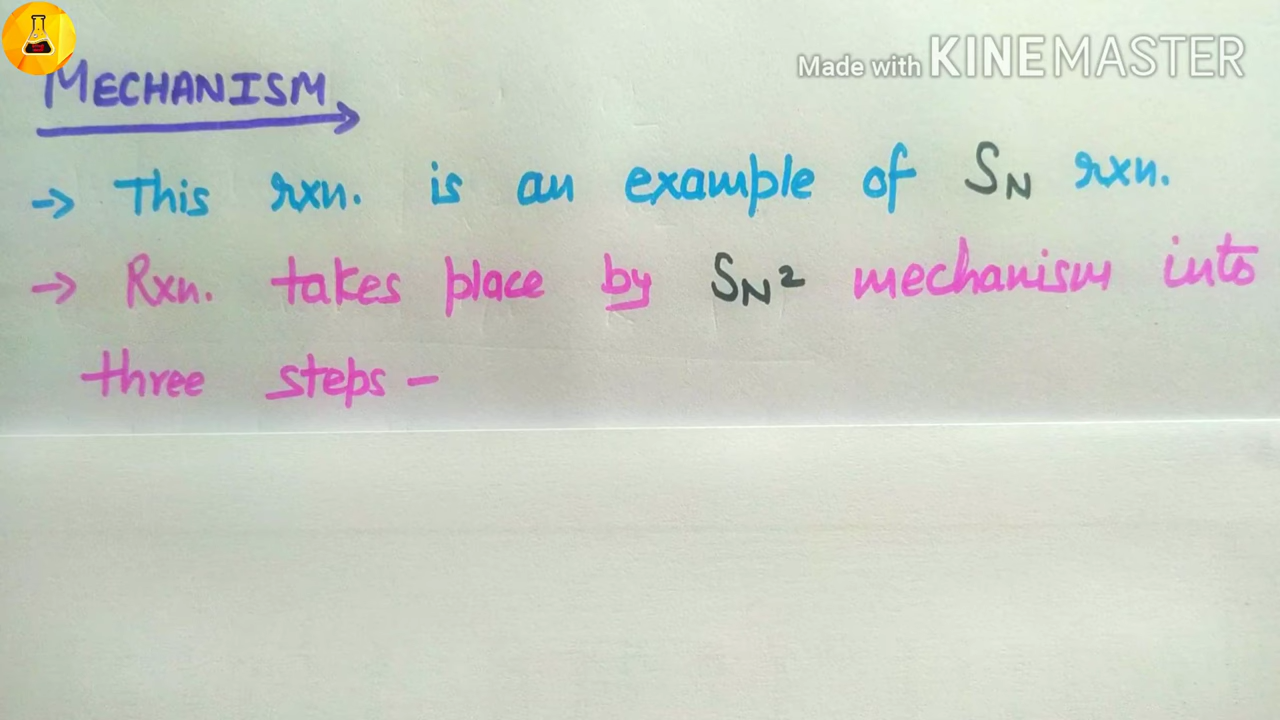 Made with KINEMASTER
MECHANISM
→ This rxn. is an example of SN rxn.
→ Rxn. takes place by SN² mechanism into
three steps -